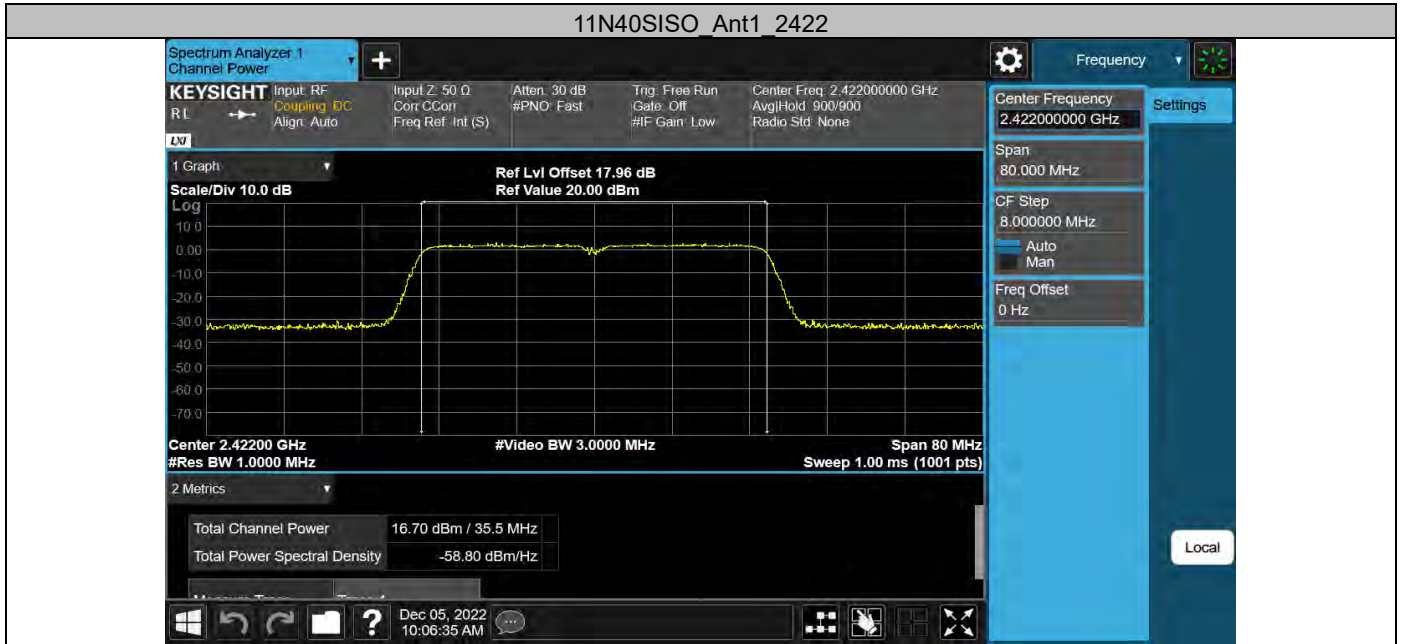 11N40SISO_Ant1_2422
Spectrum Analyzer 1
Channel Power
+
Frequency
KEYSIGHT
RL
LXI
Input: RF
Coupling: DC
Align: Auto
Input Z: 50 Ω
Corr CCorr
Freq Ref: Int (S)
Atten: 30 dB
#PNO: Fast
Trig: Free Run
Gate: Off
#IF Gain: Low
Center Freq: 2.422000000 GHz
Avg|Hold: 900/900
Radio Std: None
Center Frequency
2.422000000 GHz
Settings
Span
80.000 MHz
CF Step
8.000000 MHz
Auto
Man
Freq Offset
0 Hz
1 Graph
Scale/Div 10.0 dB
Ref Lvl Offset 17.96 dB
Ref Value 20.00 dBm
Log
10.0
0.00
-10.0
-20.0
-30.0
-40.0
-50.0
-60.0
-70.0
Center 2.42200 GHz
#Video BW 3.0000 MHz
Span 80 MHz
#Res BW 1.0000 MHz
Sweep 1.00 ms (1001 pts)
2 Metrics
Total Channel Power 16.70 dBm / 35.5 MHz
Total Power Spectral Density -58.80 dBm/Hz
Local
?
Dec 05, 2022
10:06:35 AM